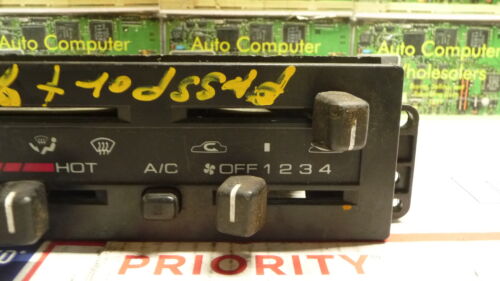 Auto Computer
Auto Computer
Auto Computer
Wholesalers
Passport
HOT A/C OFF 1 2 3 4
PRIORITY